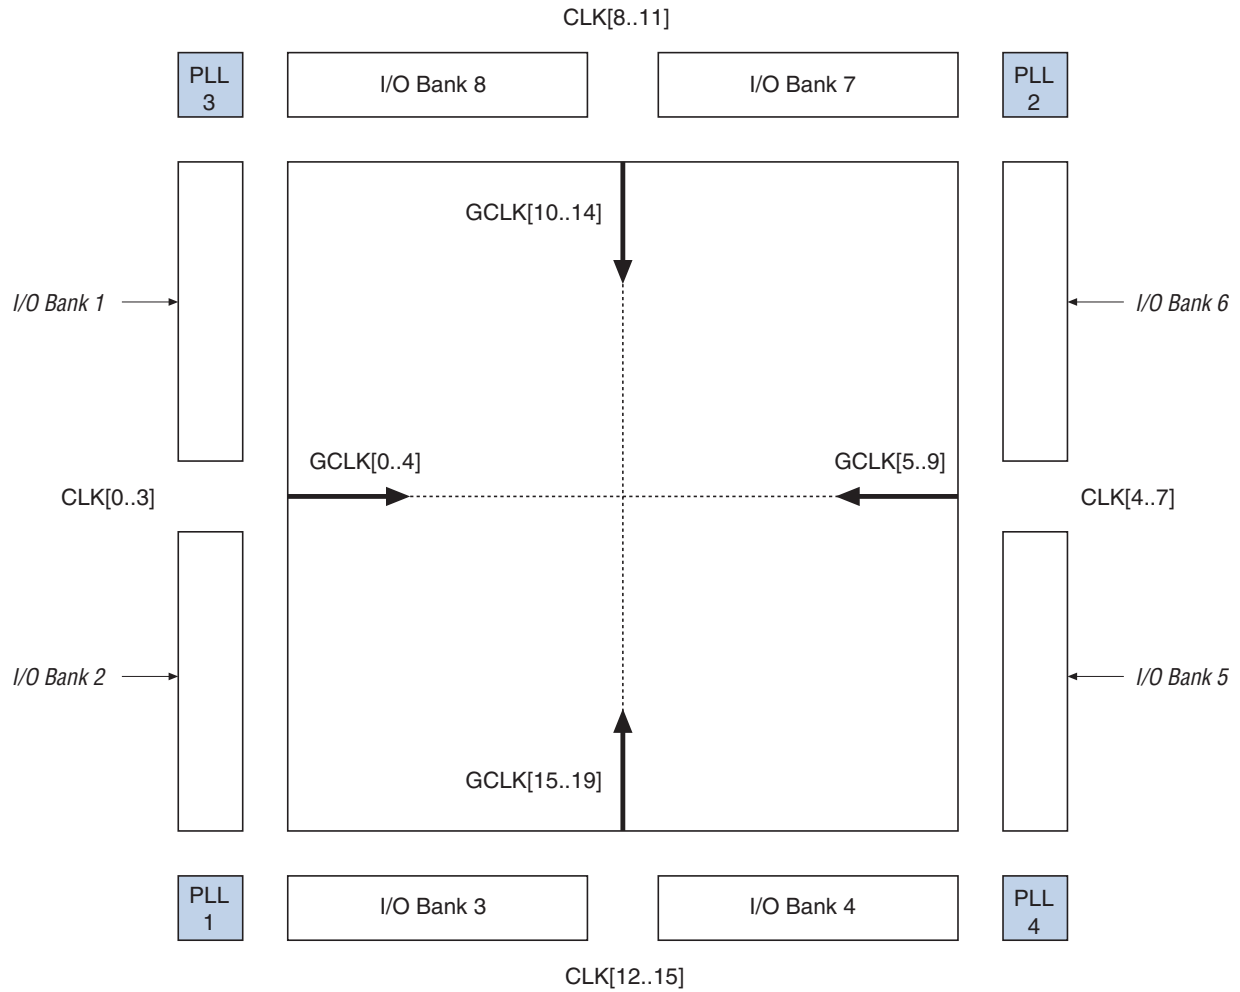 CLK[8..11]
PLL
3
I/O Bank 8
I/O Bank 7
PLL
2
GCLK[10..14]
I/O Bank 1
I/O Bank 6
GCLK[0..4]
GCLK[5..9]
CLK[0..3]
CLK[4..7]
I/O Bank 2
I/O Bank 5
GCLK[15..19]
PLL
1
I/O Bank 3
I/O Bank 4
PLL
4
CLK[12..15]